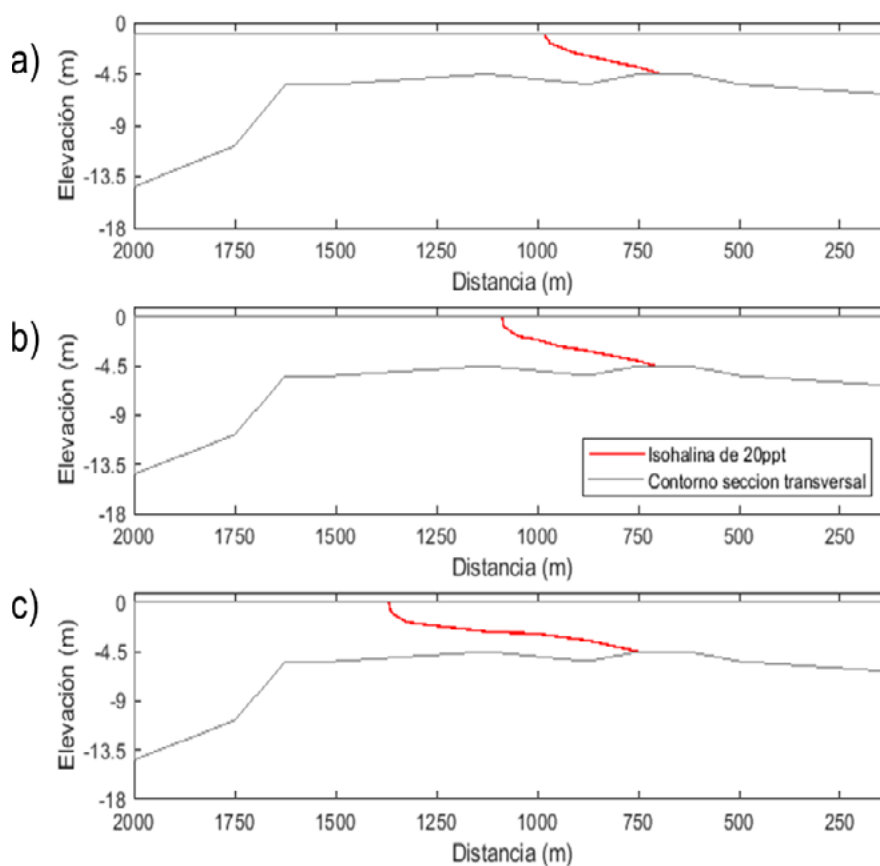 a)
Elevación (m)
0
-4.5
-9
-13.5
-18
2000 1750 1500 1250 1000 750 500 250
Distancia (m)
b)
Elevación (m)
0
-4.5
-9
-13.5
-18
Isohalina de 20ppt
Contorno seccion transversal
2000 1750 1500 1250 1000 750 500 250
Distancia (m)
c)
Elevación (m)
0
-4.5
-9
-13.5
-18
2000 1750 1500 1250 1000 750 500 250
Distancia (m)